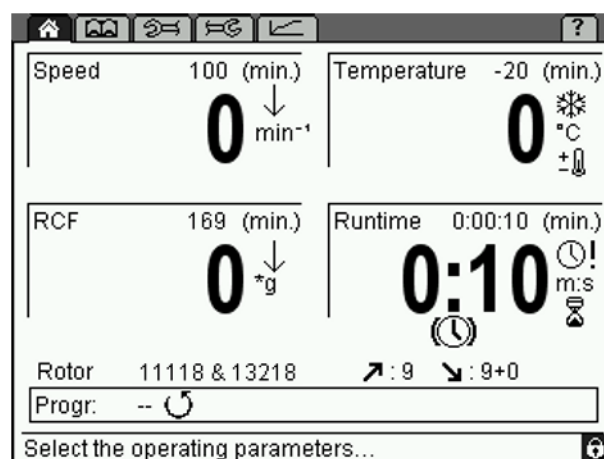 ?
Speed 100 (min.)
0 min⁻¹
Temperature -20 (min.)
0 °C
RCF 169 (min.)
0 *g
Runtime 0:00:10 (min.)
0:10 m:s
Rotor 11118 & 13218 : 9 : 9+0
Progr: --
Select the operating parameters...